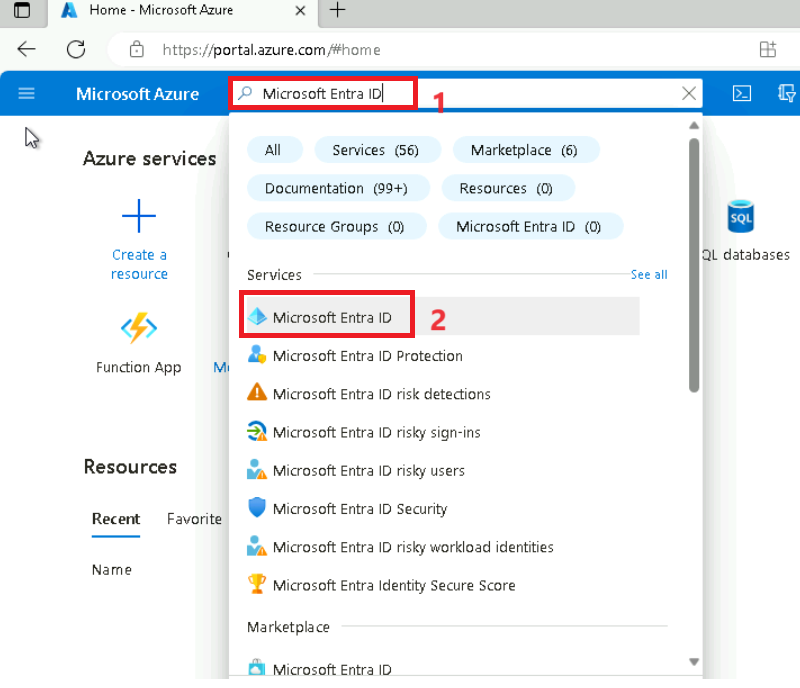 Home - Microsoft Azure
https://portal.azure.com/#home
Microsoft Azure
Microsoft Entra ID
1
All
Services (56)
Marketplace (6)
Documentation (99+)
Resources (0)
Resource Groups (0)
Microsoft Entra ID (0)
Azure services
Create a
resource
SQL
QL databases
Function App
Services
See all
Microsoft Entra ID
2
Microsoft Entra ID Protection
Microsoft Entra ID risk detections
Microsoft Entra ID risky sign-ins
Microsoft Entra ID risky users
Microsoft Entra ID Security
Microsoft Entra ID risky workload identities
Microsoft Entra Identity Secure Score
Marketplace
Microsoft Entra ID
Resources
Recent
Favorite
Name